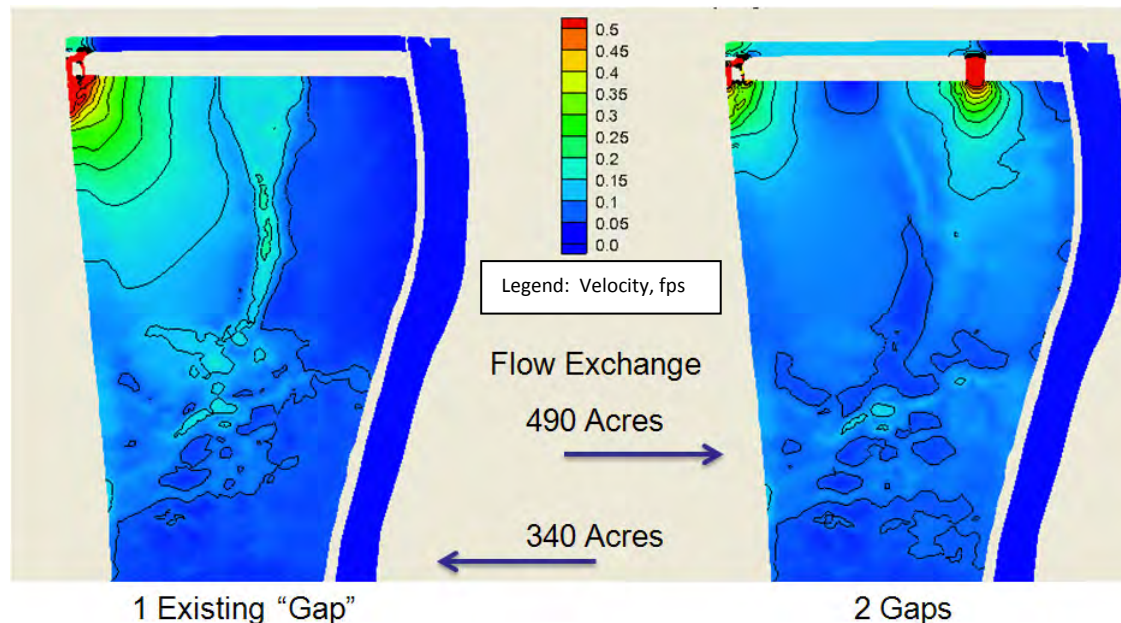 0.5
0.45
0.4
0.35
0.3
0.25
0.2
0.15
0.1
0.05
0.0
Legend: Velocity, fps
Flow Exchange
490 Acres
340 Acres
1 Existing “Gap”
2 Gaps